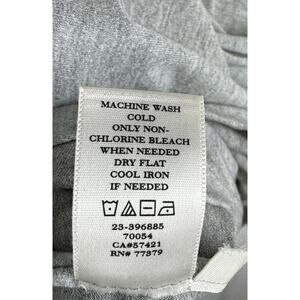 MACHINE WASH
COLD
ONLY NON-
CHLORINE BLEACH
WHEN NEEDED
DRY FLAT
COOL IRON
IF NEEDED
23-396885
70054
CA#57421
RN# 77379